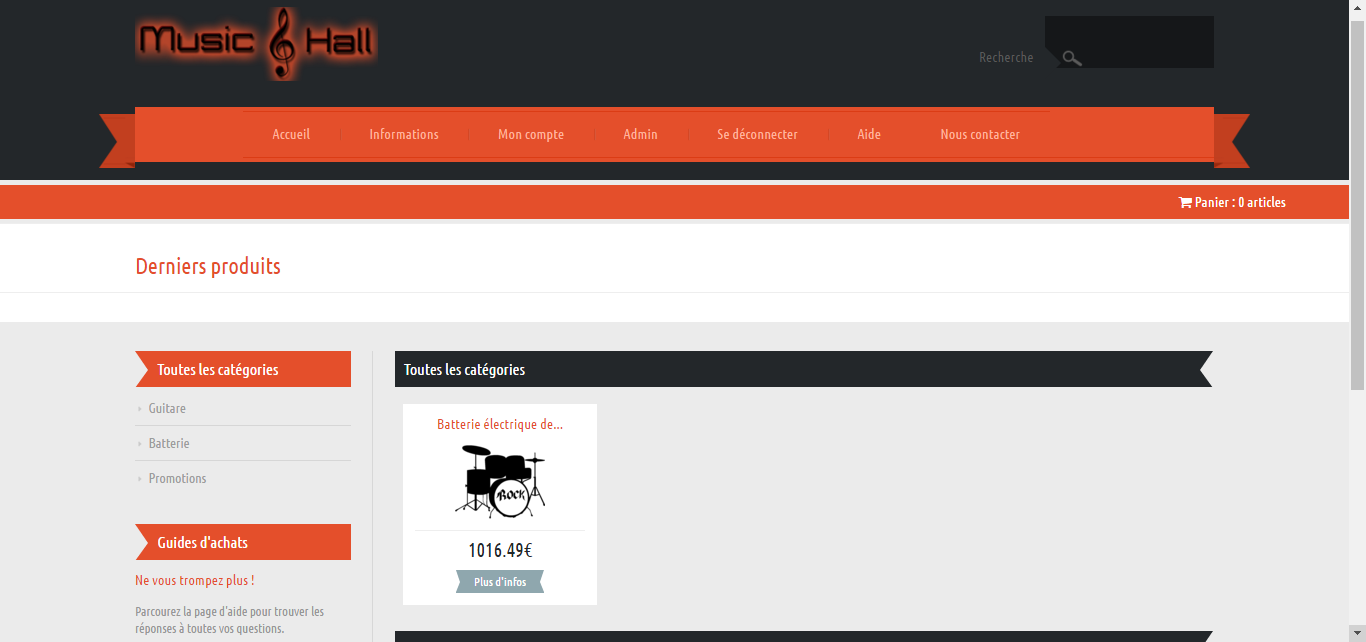 Music Hall
Recherche
Accueil Informations Mon compte Admin Se déconnecter Aide Nous contacter
Panier : 0 articles
Derniers produits
Toutes les catégories
Guitare
Batterie
Promotions
Guides d'achats
Ne vous trompez plus !
Parcourez la page d'aide pour trouver les
réponses à toutes vos questions.
Toutes les catégories
Batterie électrique de...
ROCK
1016.49€
Plus d'infos